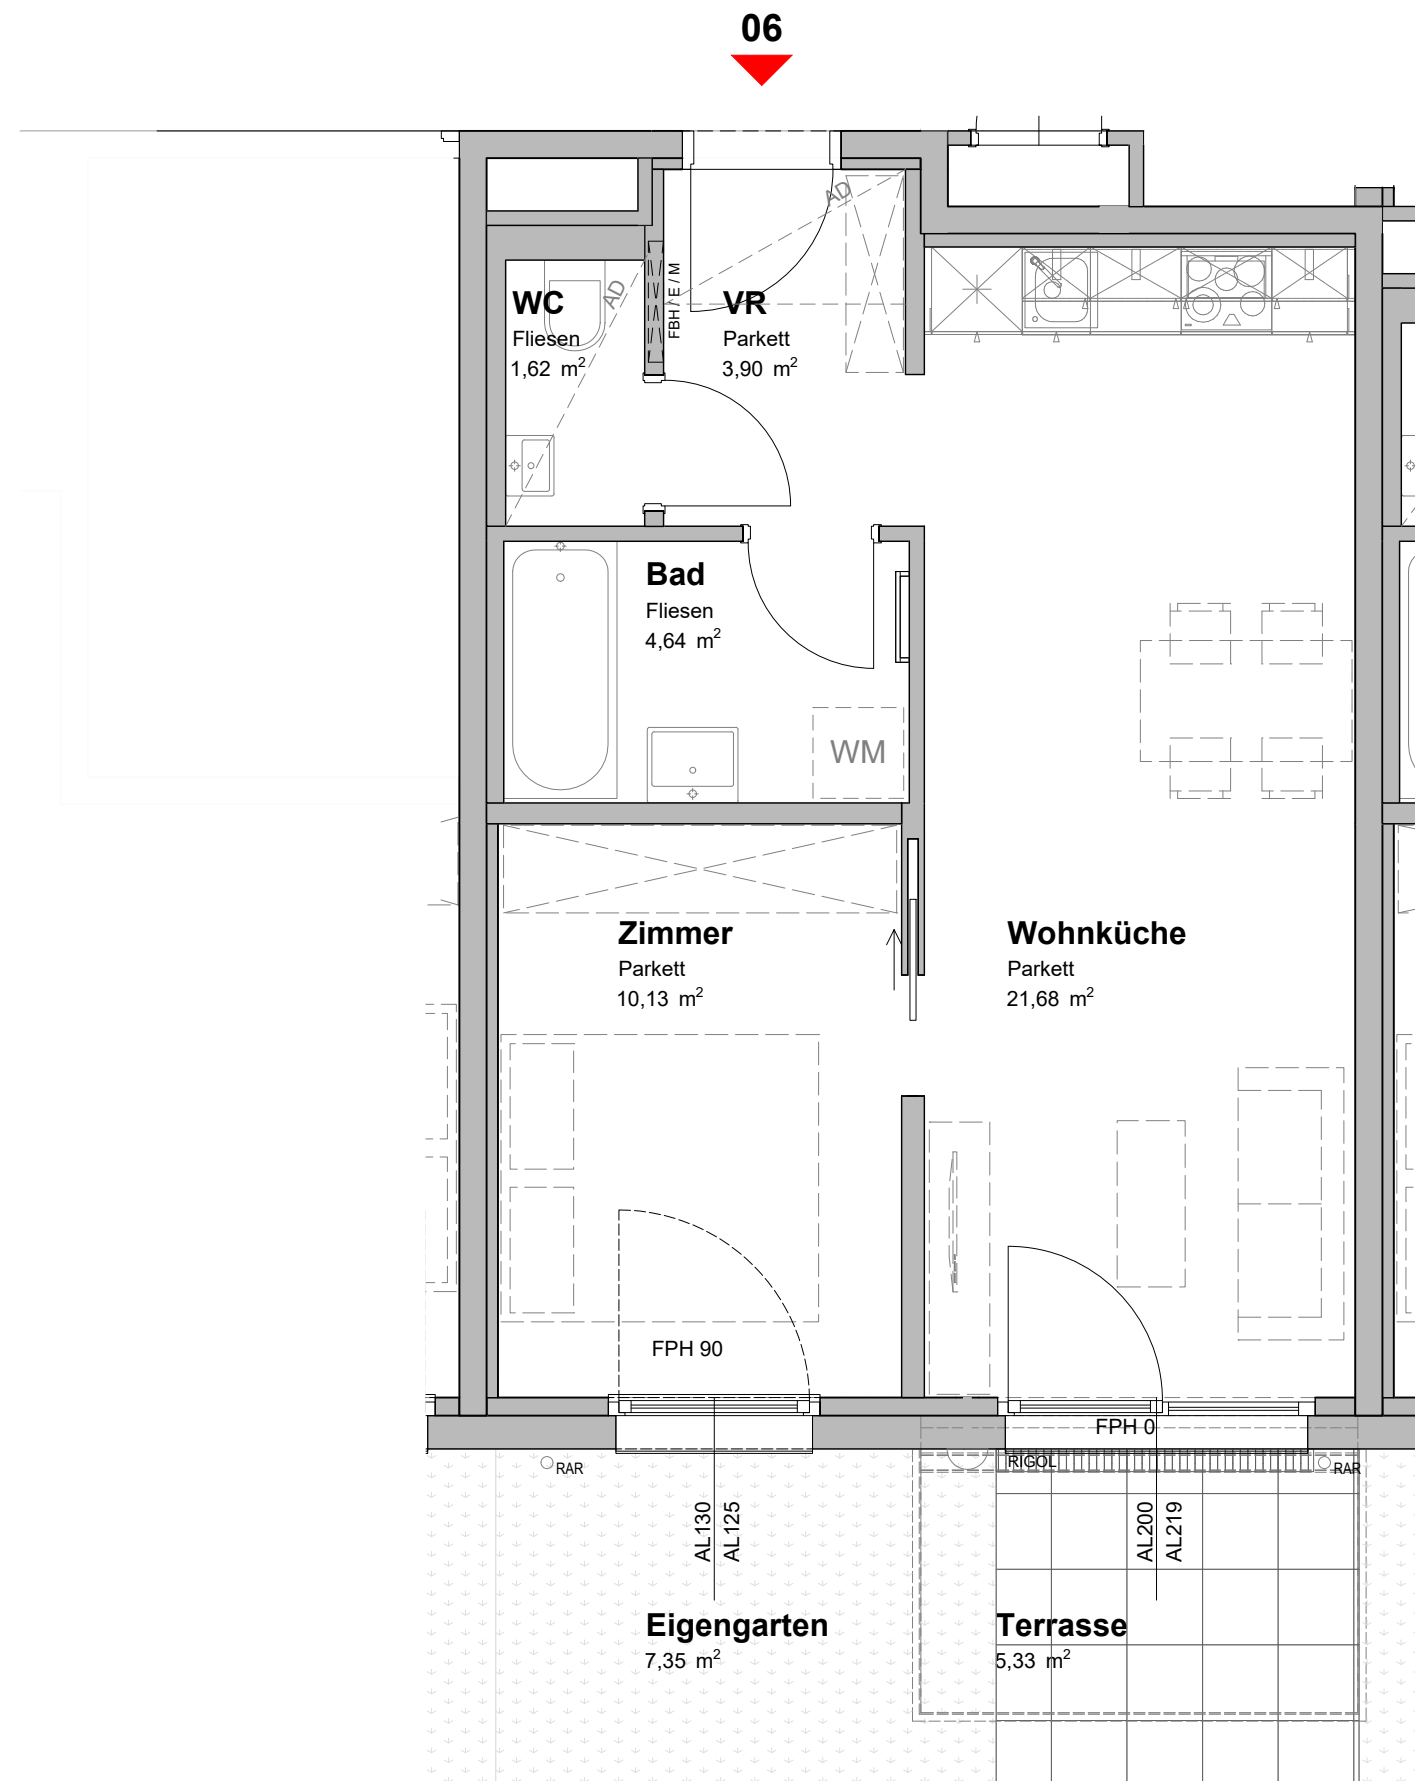 06
AD
WC
Fliesen
1,62 m²
AD
FBH / E / M
VR
Parkett
3,90 m²
Bad
Fliesen
4,64 m²
WM
Zimmer
Parkett
10,13 m²
Wohnküche
Parkett
21,68 m²
FPH 90
FPH 0
RAR
RIGOL
RAR
AL130
AL125
AL200
AL219
Eigengarten
7,35 m²
Terrasse
5,33 m²